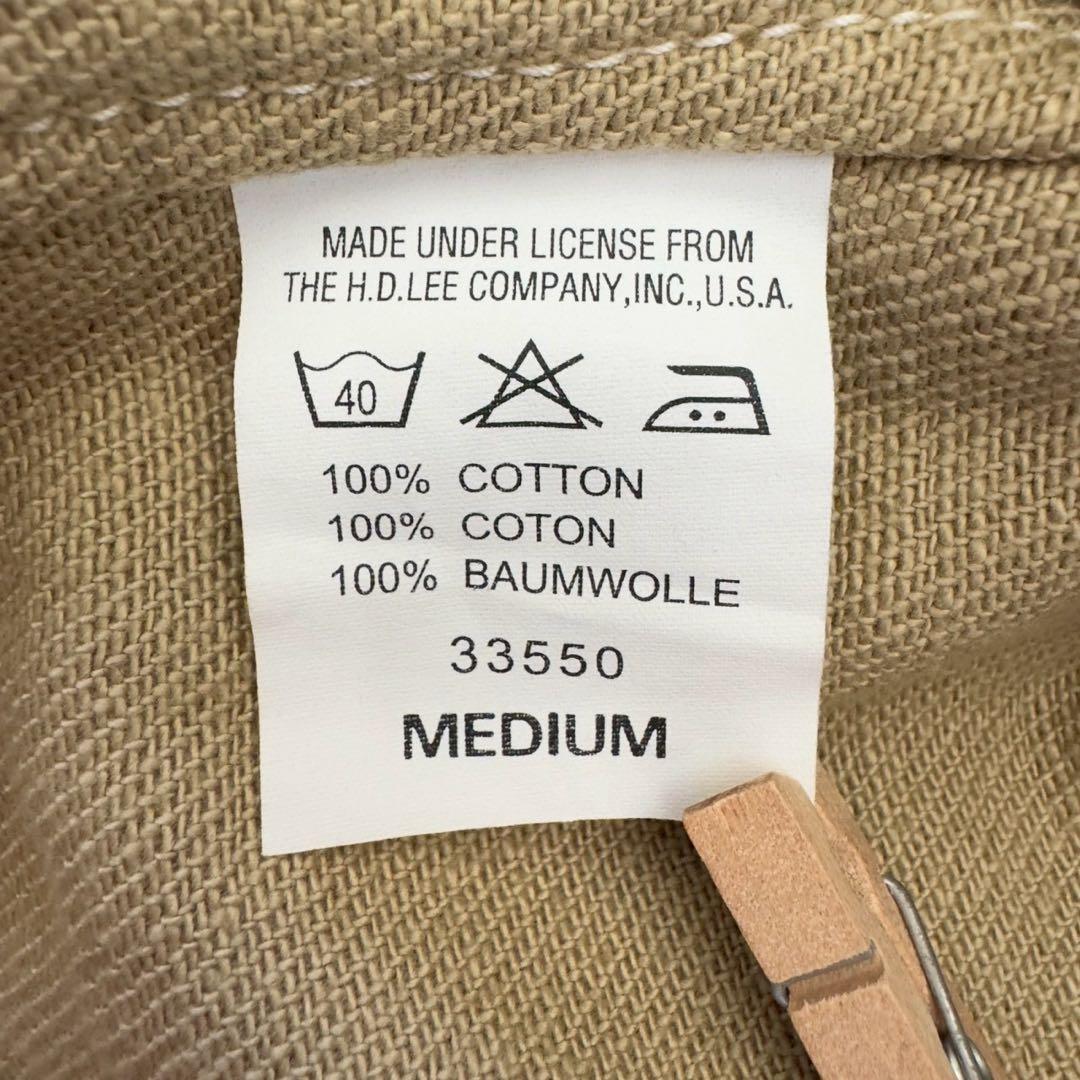 MADE UNDER LICENSE FROM
THE H.D.LEE COMPANY,INC.,U.S.A.
40
100% COTTON
100% COTON
100% BAUMWOLLE
33550
MEDIUM